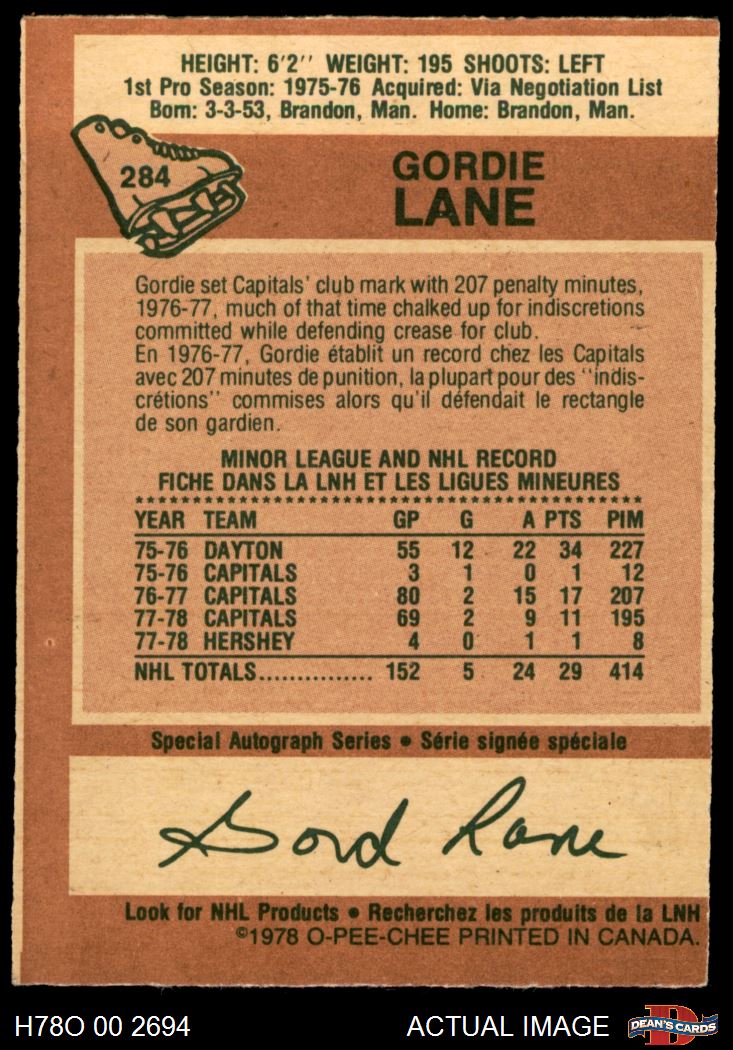 HEIGHT: 6'2'' WEIGHT: 195 SHOOTS: LEFT
1st Pro Season: 1975-76 Acquired: Via Negotiation List
Born: 3-3-53, Brandon, Man. Home: Brandon, Man.
284
GORDIE
LANE
Gordie set Capitals' club mark with 207 penalty minutes,
1976-77, much of that time chalked up for indiscretions
committed while defending crease for club.
En 1976-77, Gordie établit un record chez les Capitals
avec 207 minutes de punition, la plupart pour des ''indis-
crétions'' commises alors qu'il défendait le rectangle
de son gardien.
MINOR LEAGUE AND NHL RECORD
FICHE DANS LA LNH ET LES LIGUES MINEURES
YEAR TEAM GP G A PTS PIM
75-76 DAYTON 55 12 22 34 227
75-76 CAPITALS 3 1 0 1 12
76-77 CAPITALS 80 2 15 17 207
77-78 CAPITALS 69 2 9 11 195
77-78 HERSHEY 4 0 1 1 8
NHL TOTALS............... 152 5 24 29 414
Special Autograph Series • Série signée spéciale
Gord Lane
Look for NHL Products • Recherchez les produits de la LNH
©1978 O-PEE-CHEE PRINTED IN CANADA.
H78O 00 2694 ACTUAL IMAGE DEAN'S CARDS